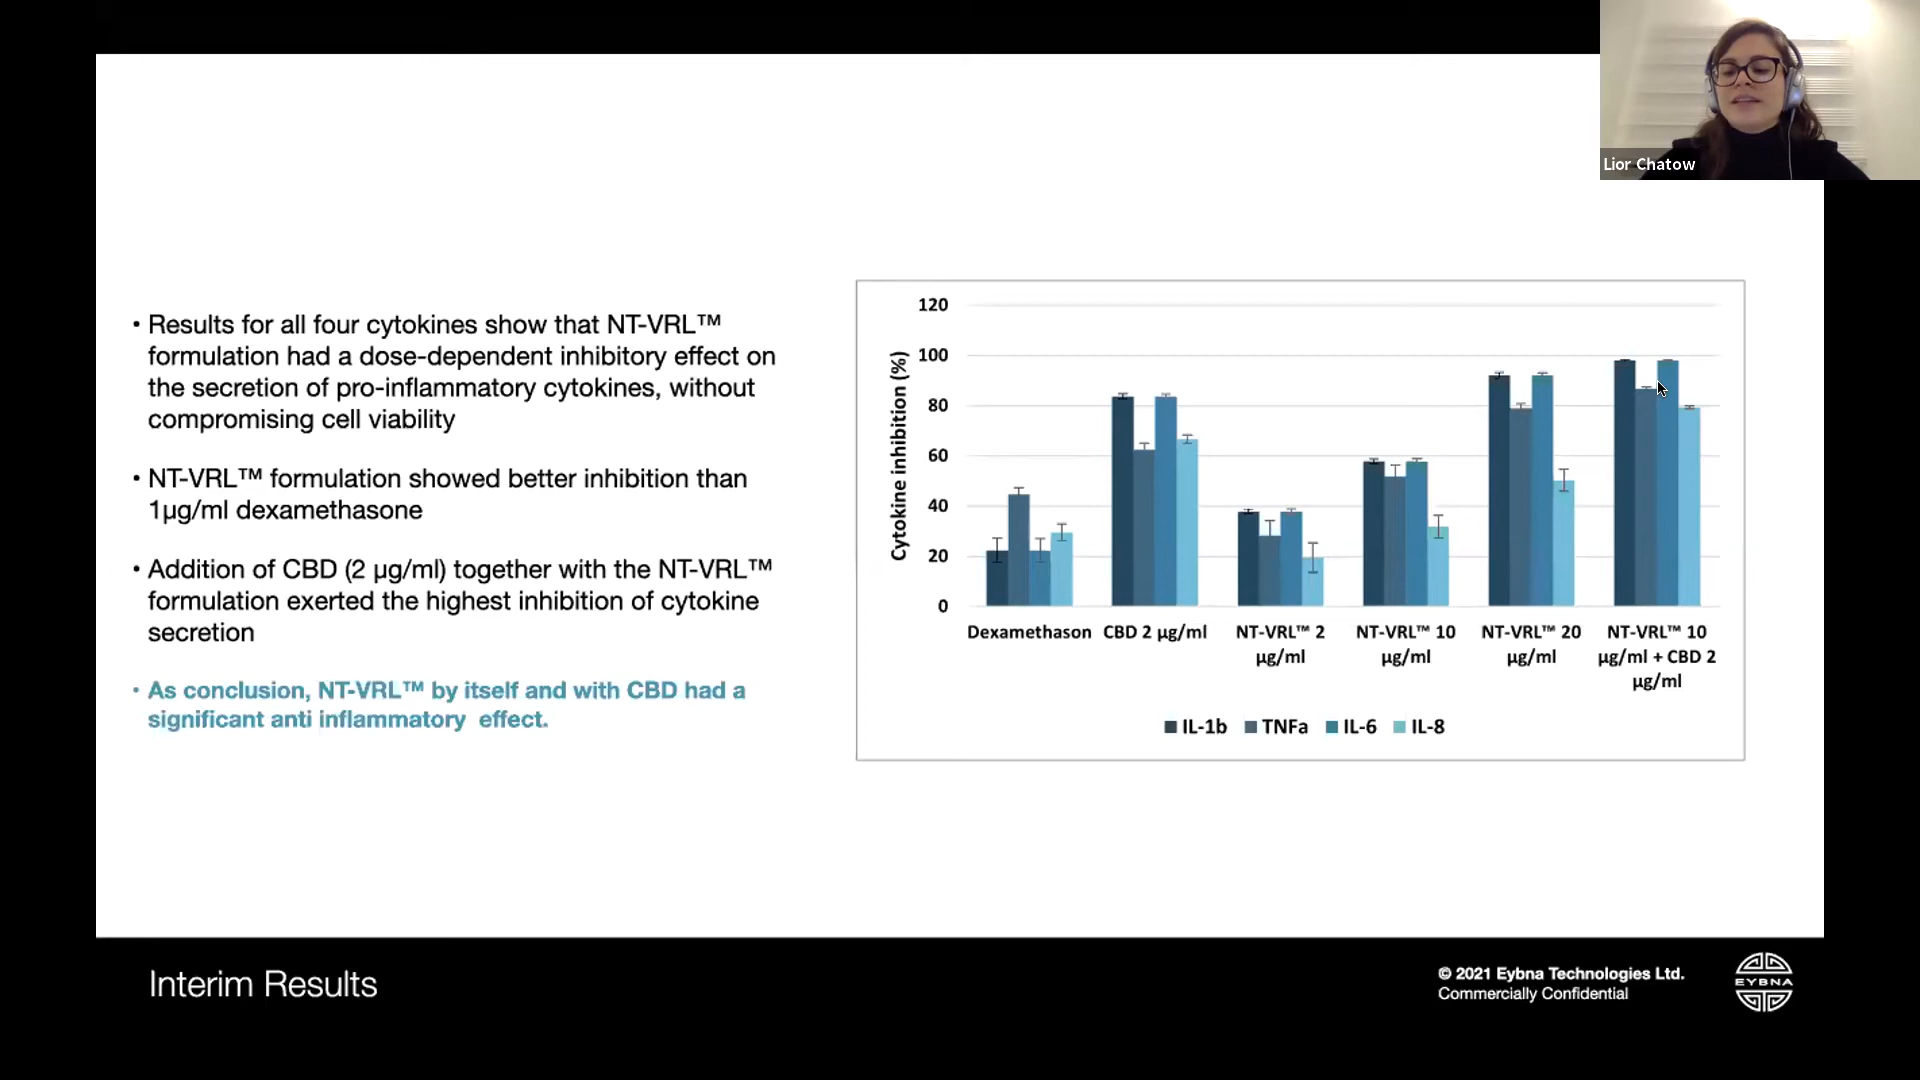 Lior Chatow
• Results for all four cytokines show that NT-VRL™
formulation had a dose-dependent inhibitory effect on
the secretion of pro-inflammatory cytokines, without
compromising cell viability
• NT-VRL™ formulation showed better inhibition than
1µg/ml dexamethasone
• Addition of CBD (2 µg/ml) together with the NT-VRL™
formulation exerted the highest inhibition of cytokine
secretion
• As conclusion, NT-VRL™ by itself and with CBD had a
significant anti inflammatory  effect.
Cytokine inhibition (%)
120
100
80
60
40
20
0
Dexamethason
CBD 2 µg/ml
NT-VRL™ 2
µg/ml
NT-VRL™ 10
µg/ml
NT-VRL™ 20
µg/ml
NT-VRL™ 10
µg/ml + CBD 2
µg/ml
IL-1b TNFa IL-6 IL-8
Interim Results
© 2021 Eybna Technologies Ltd.
Commercially Confidential
EYBNA